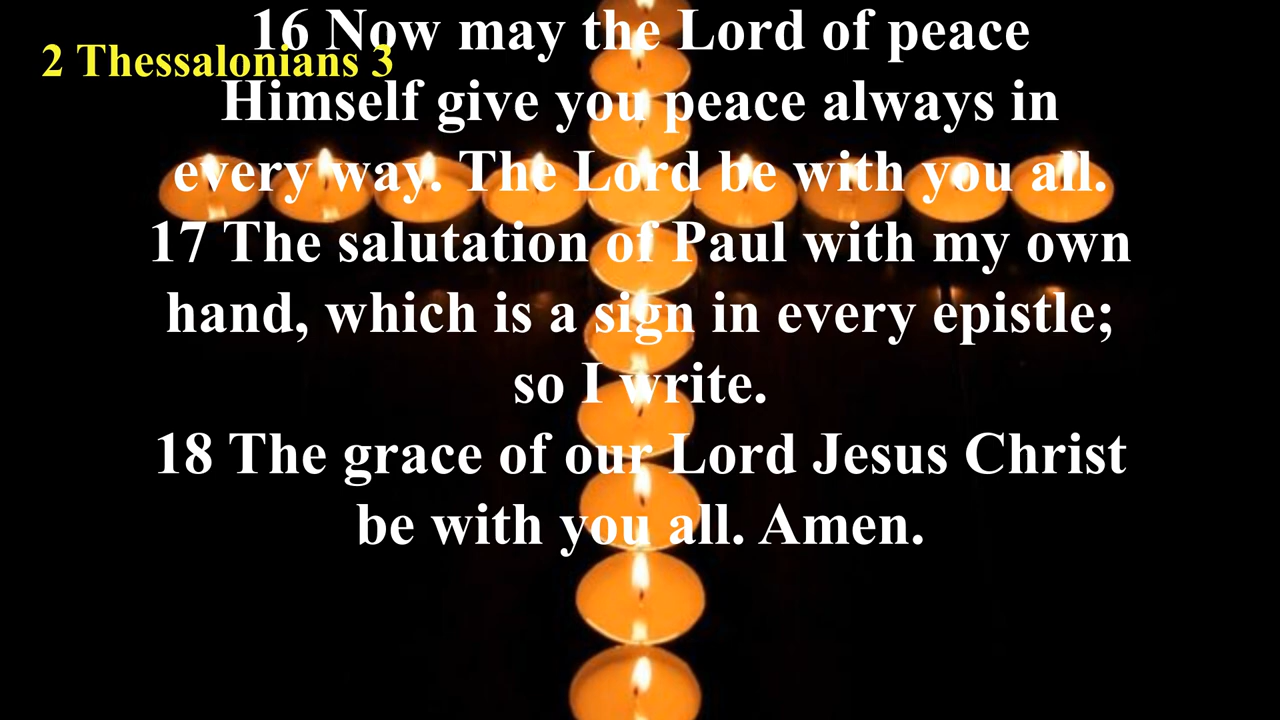 16 Now may the Lord of peace
2 Thessalonians 3
Himself give you peace always in
every way. The Lord be with you all.
17 The salutation of Paul with my own
hand, which is a sign in every epistle;
so I write.
18 The grace of our Lord Jesus Christ
be with you all. Amen.